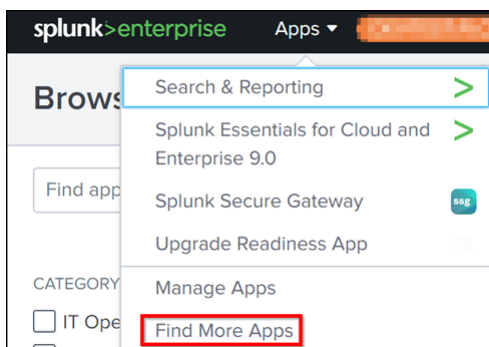 splunk>enterprise Apps ▾
Brows
Search & Reporting >
Splunk Essentials for Cloud and >
Enterprise 9.0
Find app
Splunk Secure Gateway ssg
Upgrade Readiness App
CATEGORY
Manage Apps
IT Ope
Find More Apps